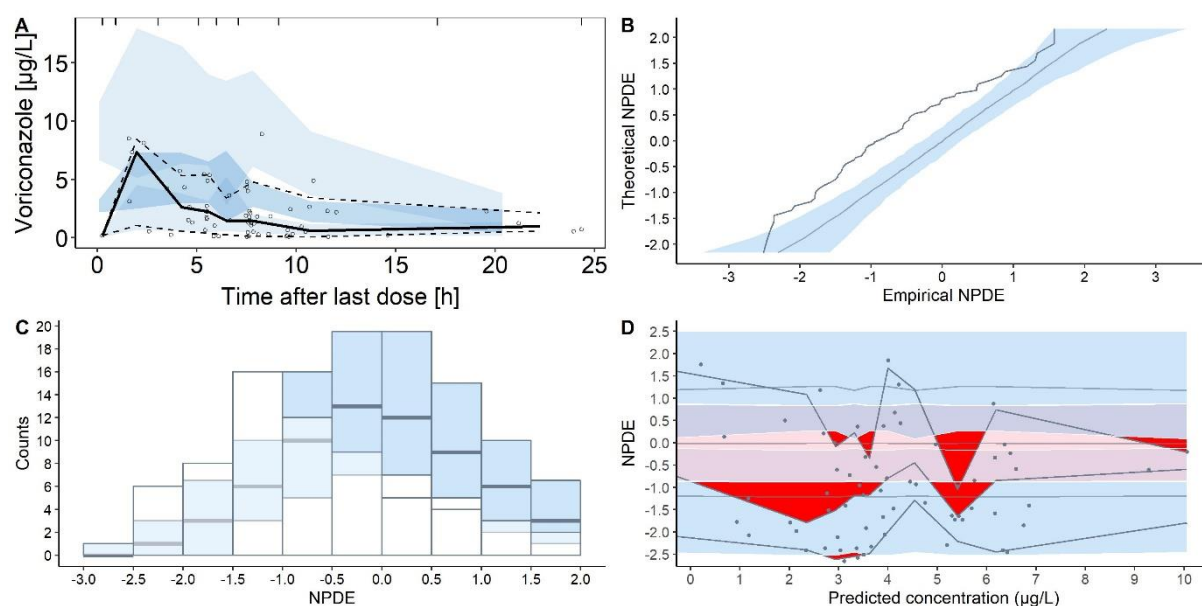 A
Voriconazole [µg/L]
15
10
5
0
0 5 10 15 20 25
Time after last dose [h]
B
Theoretical NPDE
2.0
1.5
1.0
0.5
0.0
-0.5
-1.0
-1.5
-2.0
-3 -2 -1 0 1 2 3
Empirical NPDE
C
Counts
20
18
16
14
12
10
8
6
4
2
0
-3.0 -2.5 -2.0 -1.5 -1.0 -0.5 0.0 0.5 1.0 1.5 2.0
NPDE
D
NPDE
2.5
2.0
1.5
1.0
0.5
0.0
-0.5
-1.0
-1.5
-2.0
-2.5
0 1 2 3 4 5 6 7 8 9 10
Predicted concentration (µg/L)